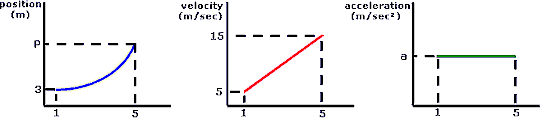 position
(m)
P
3
1
5
velocity
(m/sec)
15
5
1
5
acceleration
(m/sec²)
a
1
5